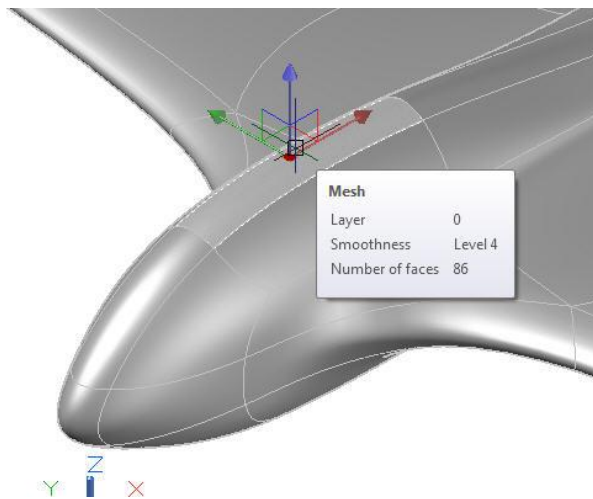 Mesh
Layer 0
Smoothness Level 4
Number of faces 86
Z
Y X